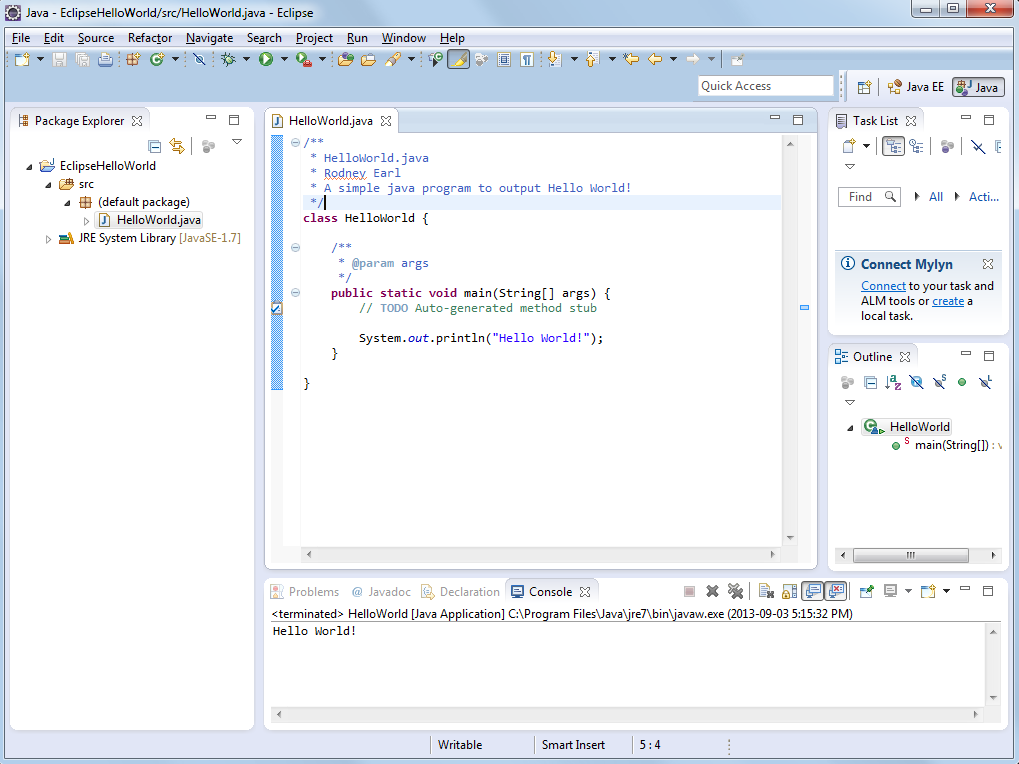 Java - EclipseHelloWorld/src/HelloWorld.java - Eclipse
File Edit Source Refactor Navigate Search Project Run Window Help
Quick Access
Java EE
Java
Package Explorer
EclipseHelloWorld
src
(default package)
HelloWorld.java
JRE System Library [JavaSE-1.7]
HelloWorld.java
/**
 * HelloWorld.java
 * Rodney Earl
 * A simple java program to output Hello World!
 */
class HelloWorld {
    /**
     * @param args
     */
    public static void main(String[] args) {
        // TODO Auto-generated method stub
        System.out.println("Hello World!");
    }
}
Task List
Find
All
Acti...
Connect Mylyn
Connect to your task and
ALM tools or create a
local task.
Outline
HelloWorld
main(String[]) : v
Problems @ Javadoc Declaration Console
<terminated> HelloWorld [Java Application] C:\Program Files\Java\jre7\bin\javaw.exe (2013-09-03 5:15:32 PM)
Hello World!
Writable
Smart Insert
5 : 4